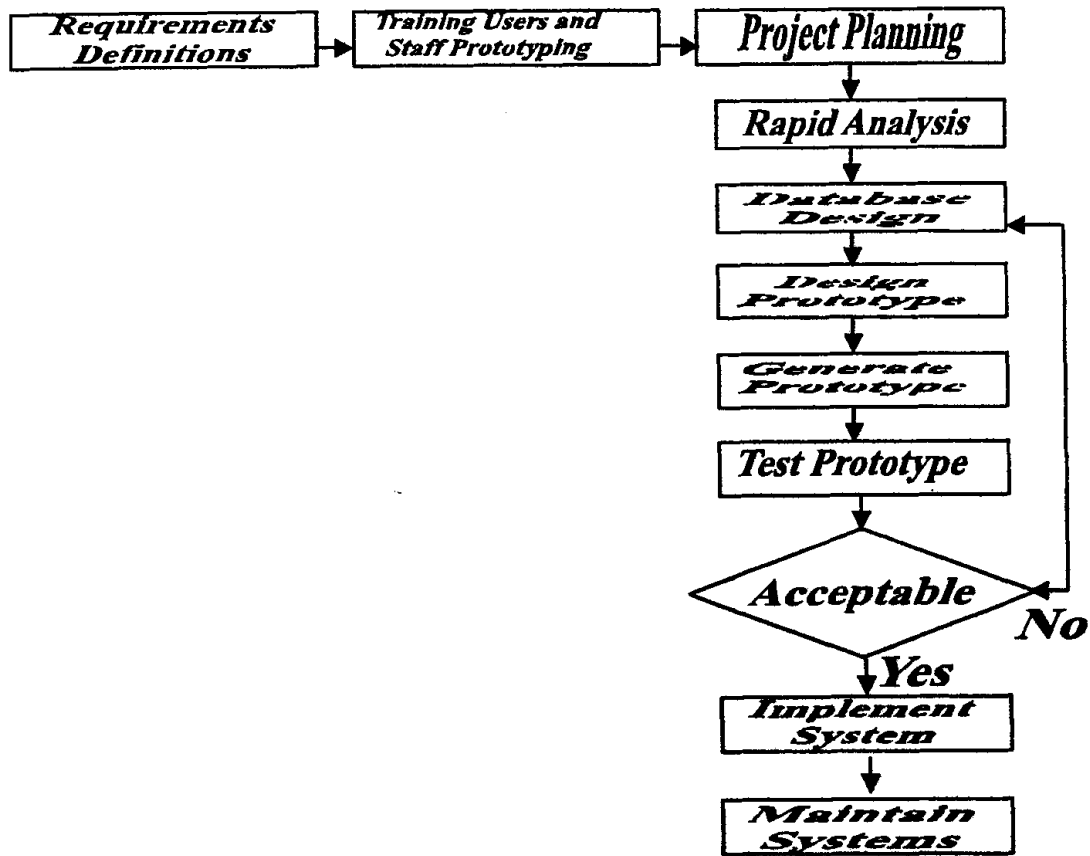 Requirements
Definitions
Training Users and
Staff Prototyping
Project Planning
Rapid Analysis
Database
Design
Design
Prototype
Generate
Prototype
Test Prototype
Acceptable
No
Yes
Implement
System
Maintain
Systems